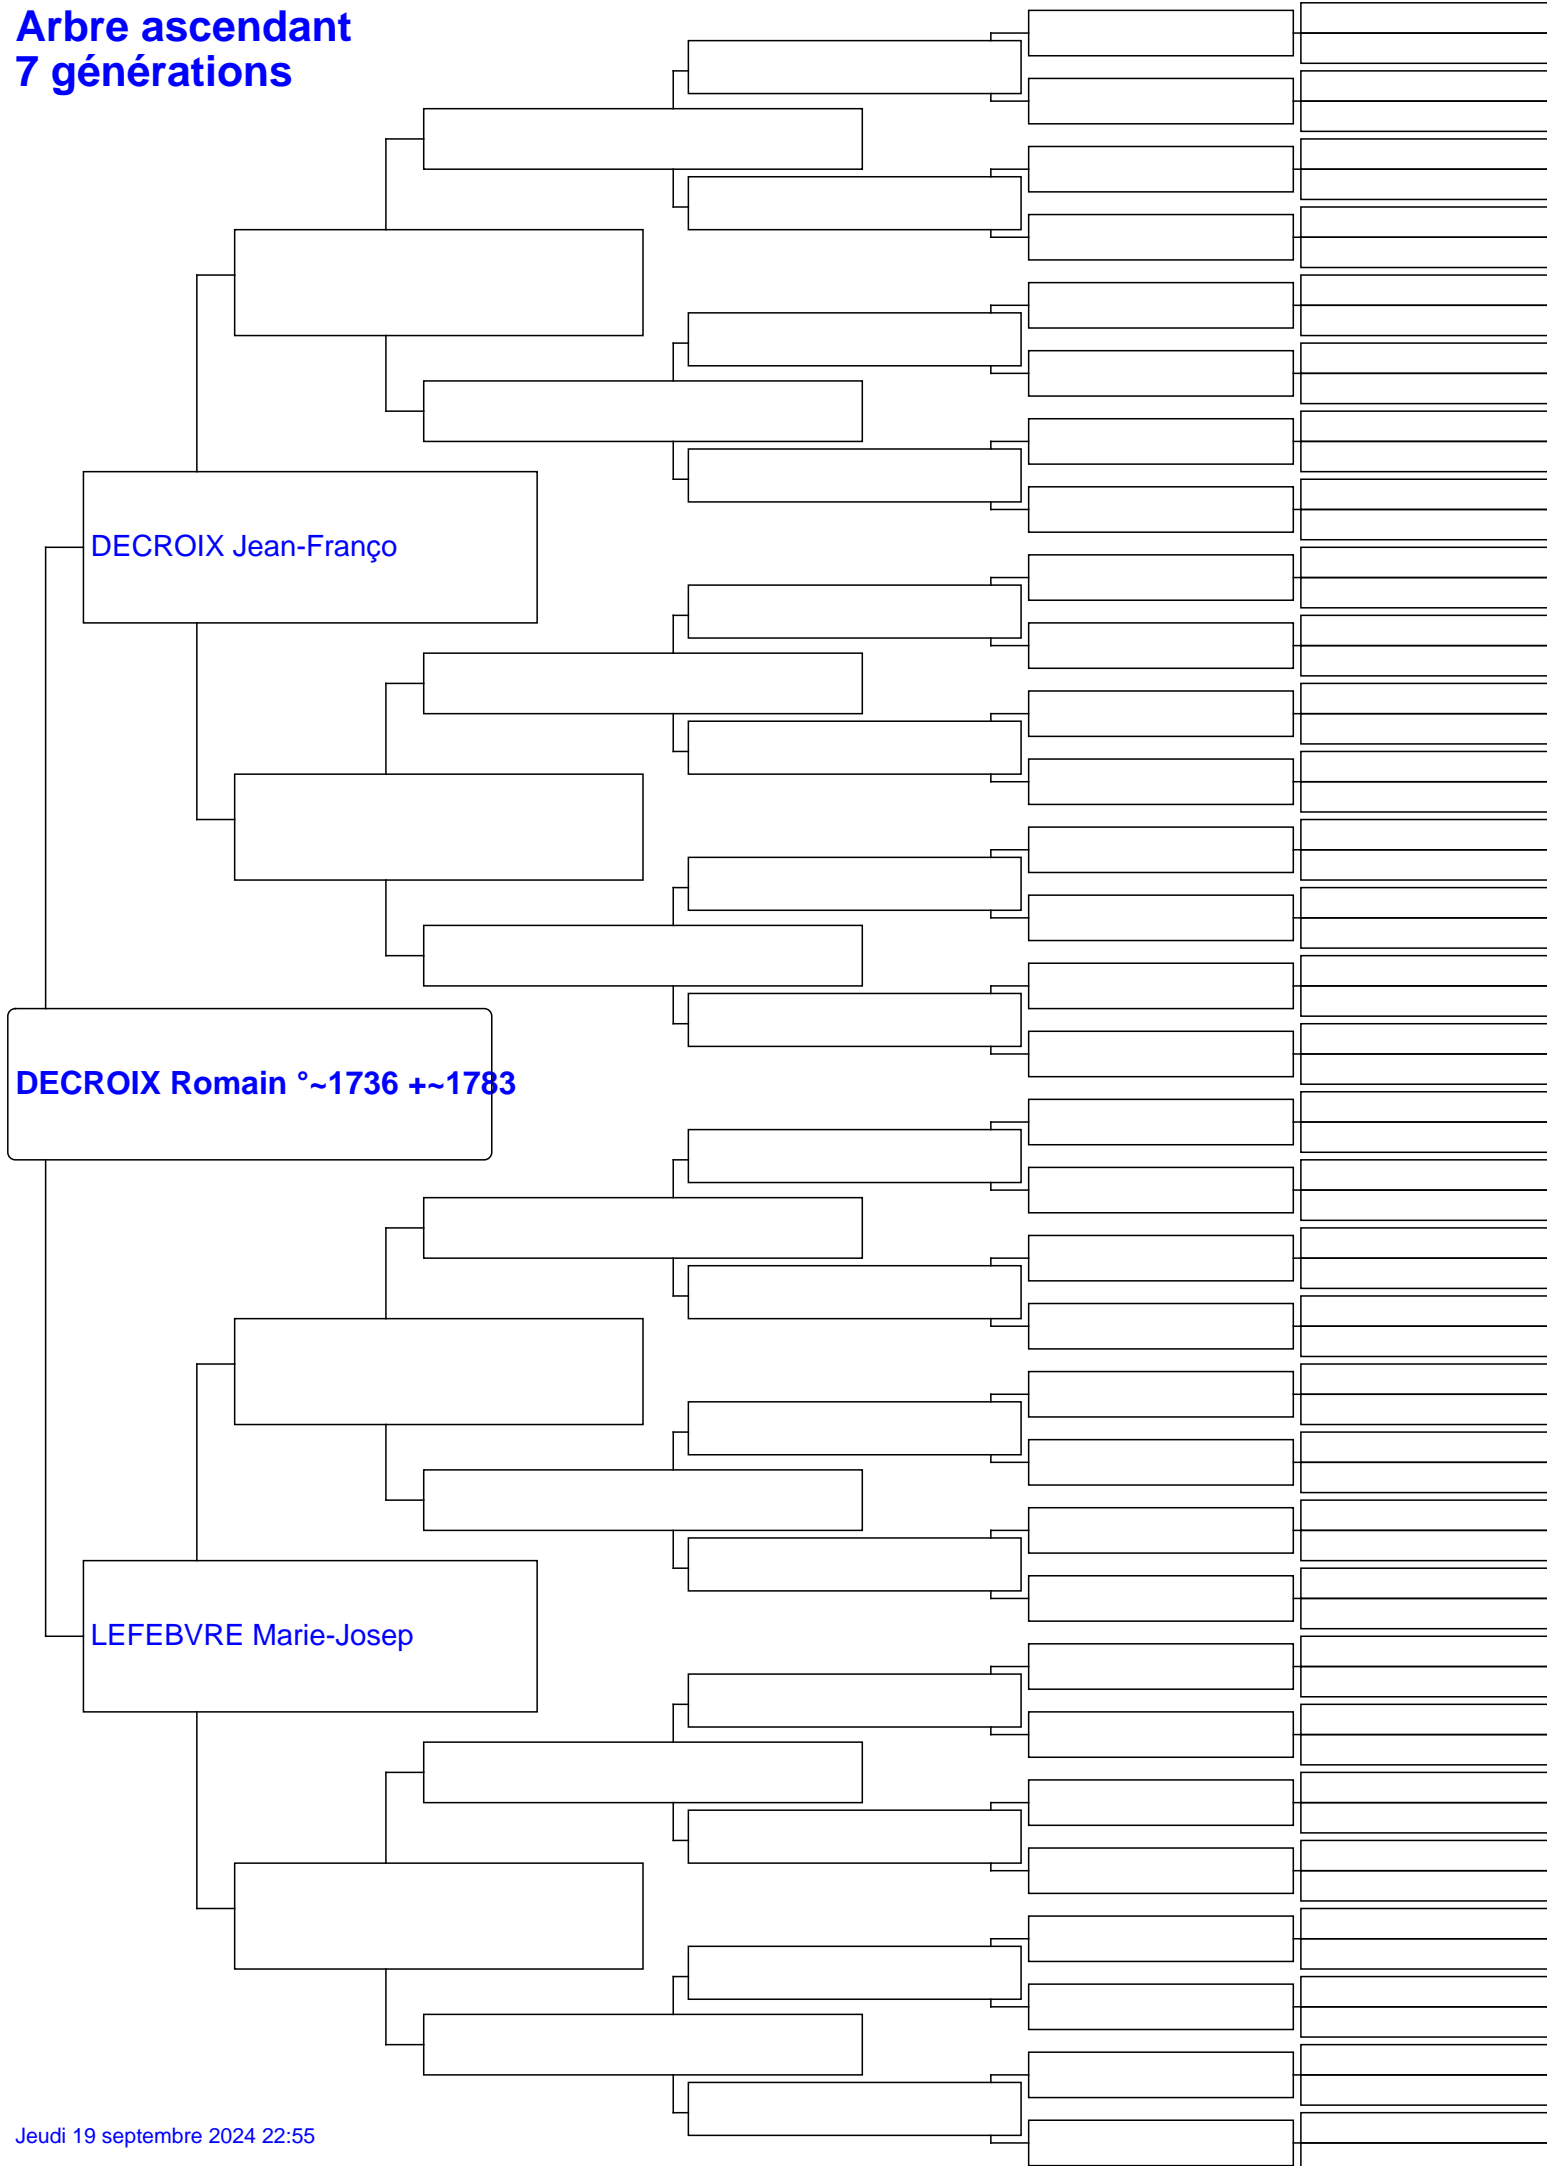 Arbre ascendant
7 générations
DECROIX Jean-Franço
DECROIX Romain °~1736 +~1783
LEFEBVRE Marie-Josep
Jeudi 19 septembre 2024 22:55